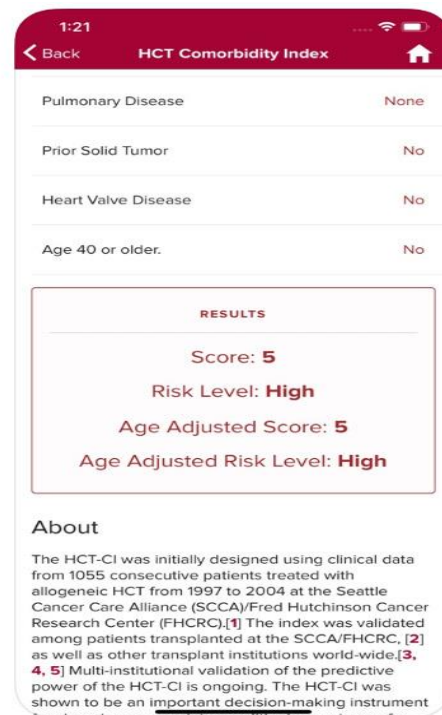 1:21
Back HCT Comorbidity Index
Pulmonary Disease None
Prior Solid Tumor No
Heart Valve Disease No
Age 40 or older. No
RESULTS
Score: 5
Risk Level: High
Age Adjusted Score: 5
Age Adjusted Risk Level: High
About
The HCT-CI was initially designed using clinical data
from 1055 consecutive patients treated with
allogeneic HCT from 1997 to 2004 at the Seattle
Cancer Care Alliance (SCCA)/Fred Hutchinson Cancer
Research Center (FHCRC).[1] The index was validated
among patients transplanted at the SCCA/FHCRC, [2]
as well as other transplant institutions world-wide.[3,
4, 5] Multi-institutional validation of the predictive
power of the HCT-CI is ongoing. The HCT-CI was
shown to be an important decision-making instrument